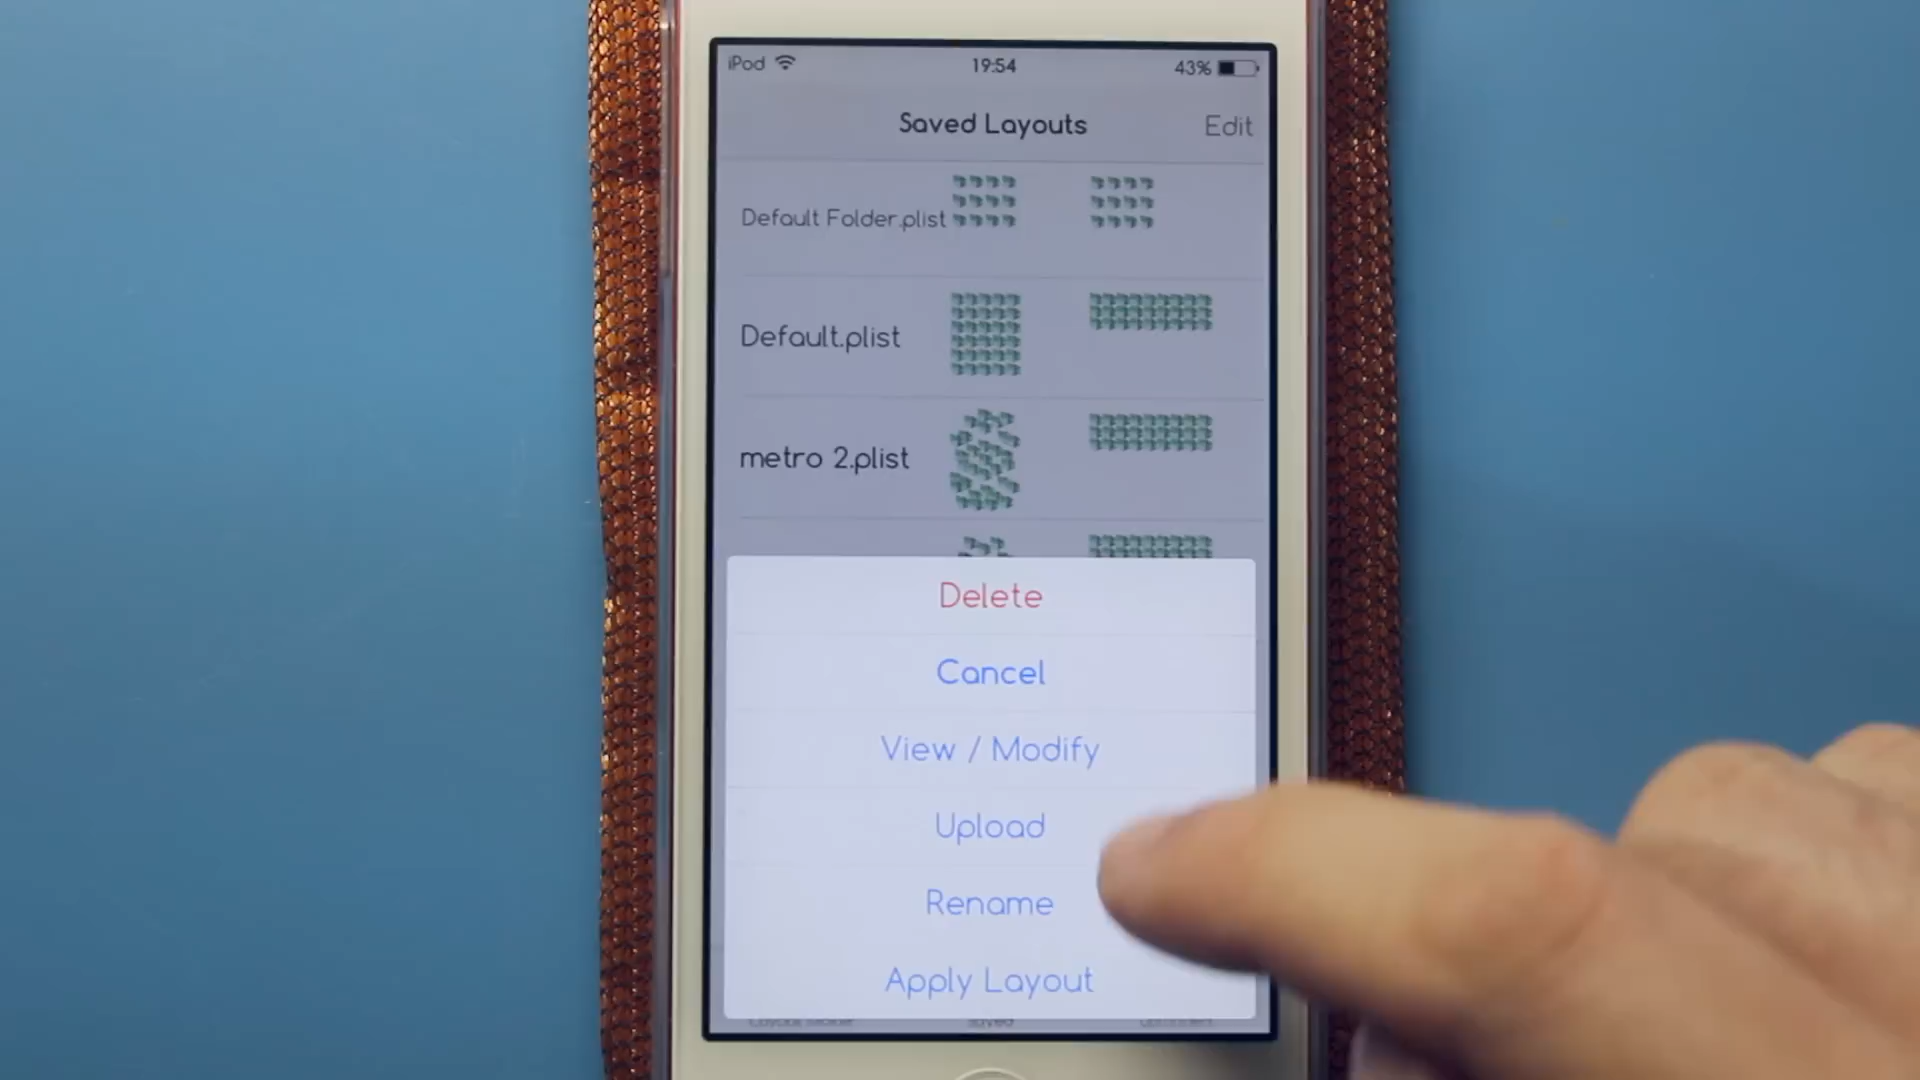 iPod 19:54 43%
Saved Layouts Edit
Default Folder.plist
Default.plist
metro 2.plist
Delete
Cancel
View / Modify
Upload
Rename
Apply Layout